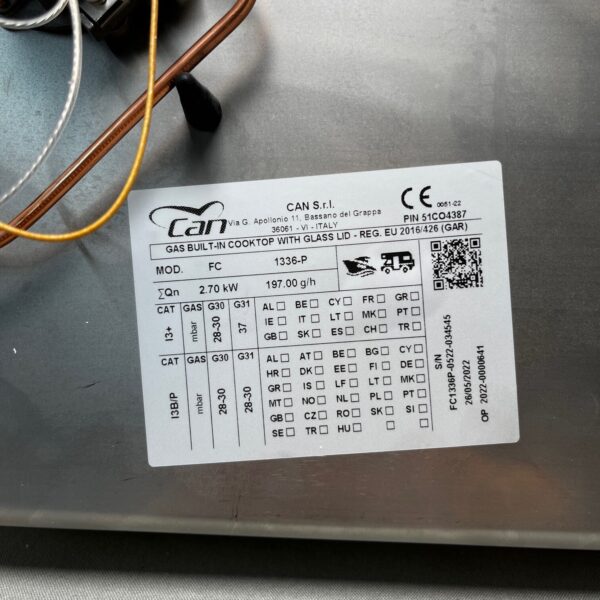 Can
CAN S.r.l.
Via G. Apollonio 11, Bassano del Grappa
36061 - VI - ITALY
CE 0051-22
PIN 51CO4387
GAS BUILT-IN COOKTOP WITH GLASS LID - REG. EU 2016/426 (GAR)
MOD. FC 1336-P
∑Qn 2.70 kW 197.00 g/h
CAT GAS G30 G31
I3+ mbar 28-30 37
AL BE CY FR GR
IE IT LT MK PT
GB SK ES CH TR
CAT GAS G30 G31
I3B/P mbar 28-30 28-30
AL AT BE BG CY
HR DK EE FI DE
GR IS LF LT MK
MT NO NL PL PT
GB CZ RO SK SI
SE TR HU
S/N
FC1336P-0522-034545
26/05/2022
OP 2022-0000641